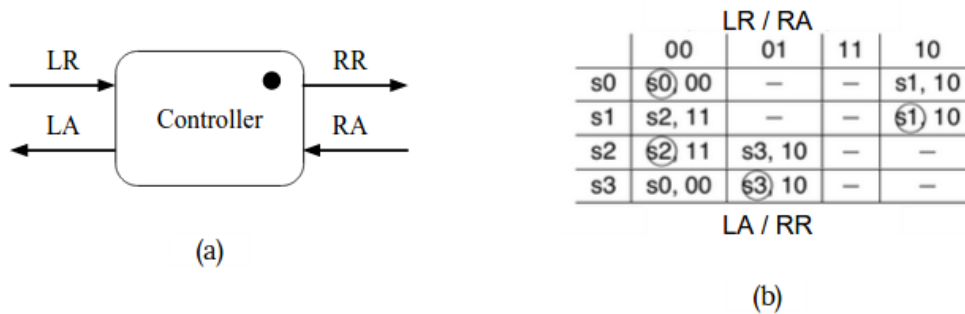 LR
RR
LA
RA
Controller
(a)
LR / RA
00 01 11 10
s0 s0, 00 — — s1, 10
s1 s2, 11 — — s1, 10
s2 s2, 11 s3, 10 — —
s3 s0, 00 s3, 10 — —
LA / RR
(b)